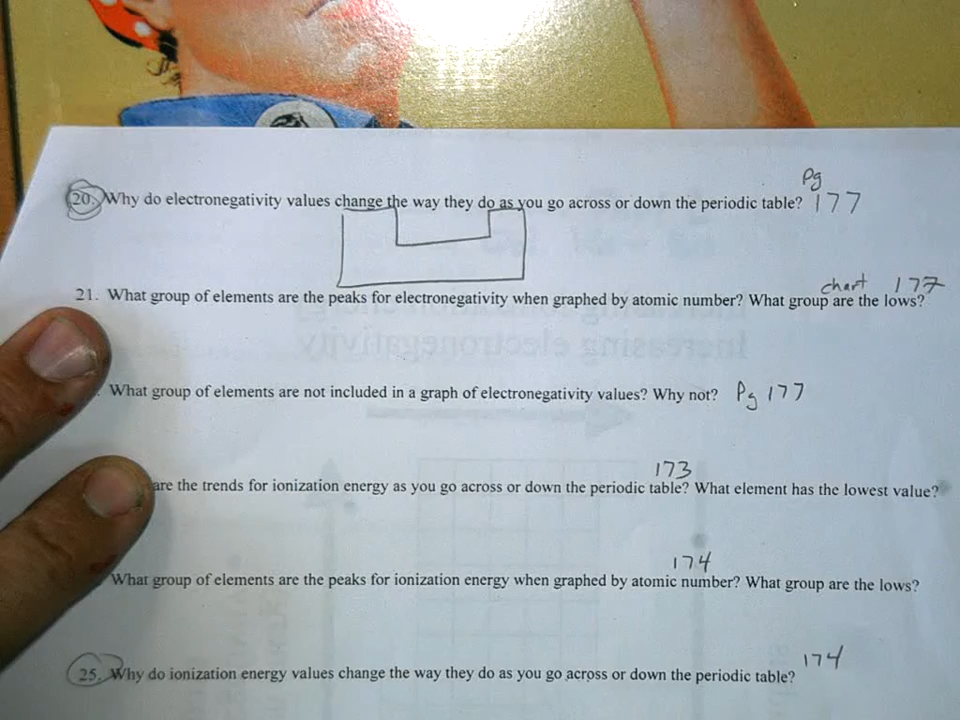 Pg
20. Why do electronegativity values change the way they do as you go across or down the periodic table? 177
chart 177
21. What group of elements are the peaks for electronegativity when graphed by atomic number? What group are the lows?
Increasing electronegativity
What group of elements are not included in a graph of electronegativity values? Why not? Pg 177
173
are the trends for ionization energy as you go across or down the periodic table? What element has the lowest value?
174
What group of elements are the peaks for ionization energy when graphed by atomic number? What group are the lows?
174
25. Why do ionization energy values change the way they do as you go across or down the periodic table?